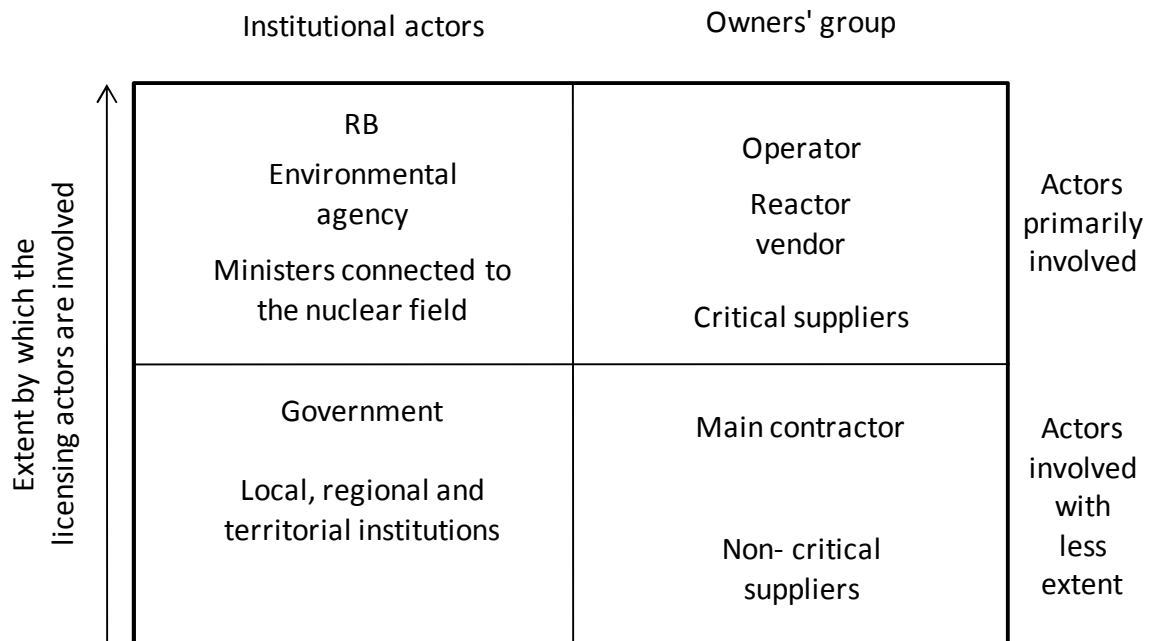 Institutional actors
Owners' group
Extent by which the
licensing actors are involved
RB
Environmental
agency
Ministers connected to
the nuclear field
Operator
Reactor
vendor
Critical suppliers
Actors
primarily
involved
Government
Local, regional and
territorial institutions
Main contractor
Non- critical
suppliers
Actors
involved
with
less
extent